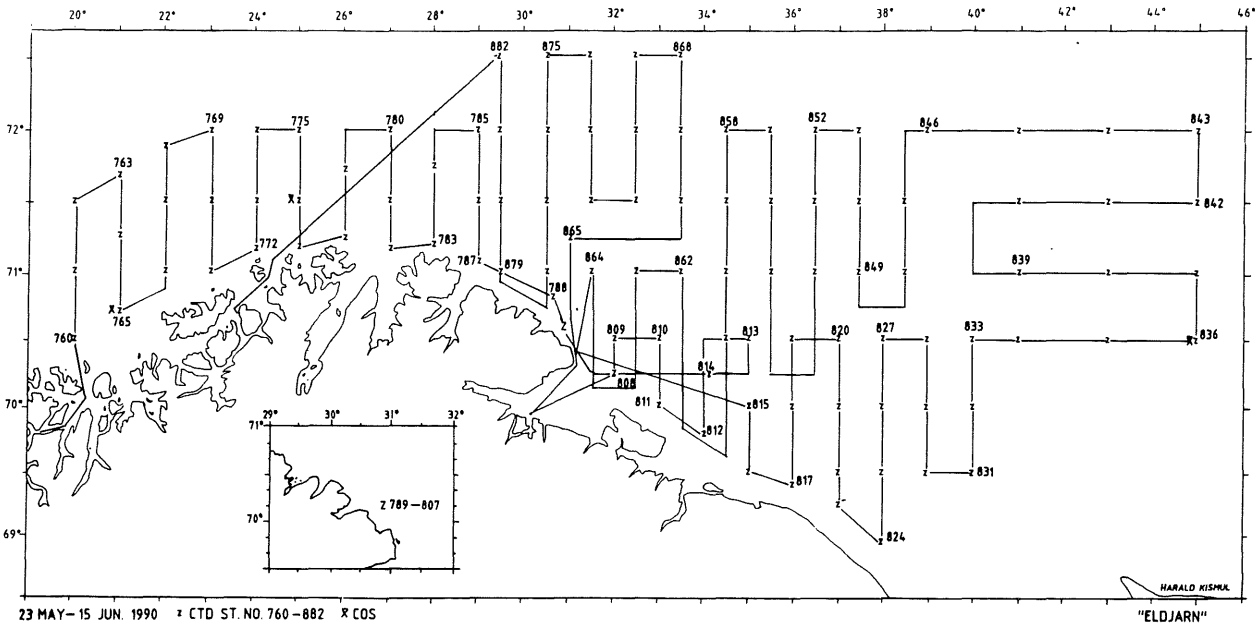 20° 22° 24° 26° 28° 30° 32° 34° 36° 38° 40° 42° 44° 46°
882 875 868
72° 769 775 780 785 858 852 846 843
763
842
865
772 783 787 879 864 862 849 839
71°
788
765
760 809 810 813 820 827 833 836
814
808
70° 811 815
812
29° 30° 31° 32°
71°
831
817
Z 789-807
70°
69° 824
HARALD KISMUL
23 MAY-15 JUN. 1990 z CTD ST. NO. 760-882 X̄ COS "ELDJARN"